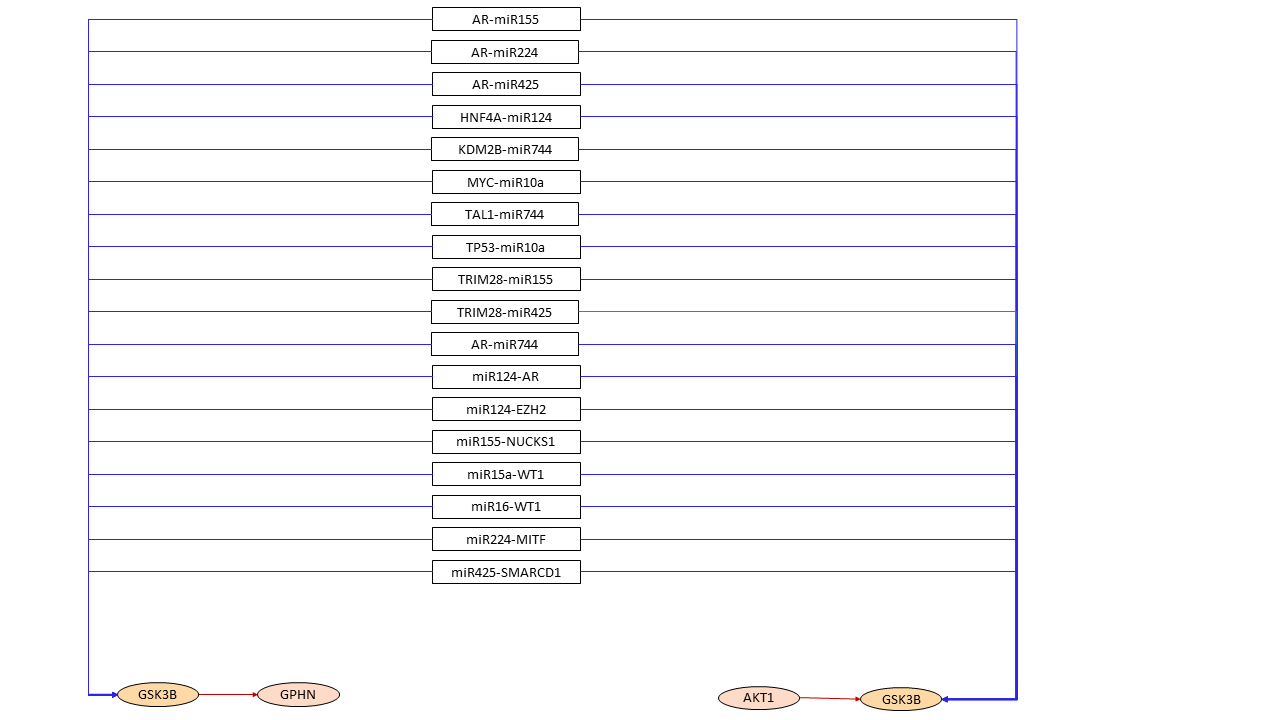 AR-miR155
AR-miR224
AR-miR425
HNF4A-miR124
KDM2B-miR744
MYC-miR10a
TAL1-miR744
TP53-miR10a
TRIM28-miR155
TRIM28-miR425
AR-miR744
miR124-AR
miR124-EZH2
miR155-NUCKS1
miR15a-WT1
miR16-WT1
miR224-MITF
miR425-SMARCD1
GSK3B
GPHN
AKT1
GSK3B